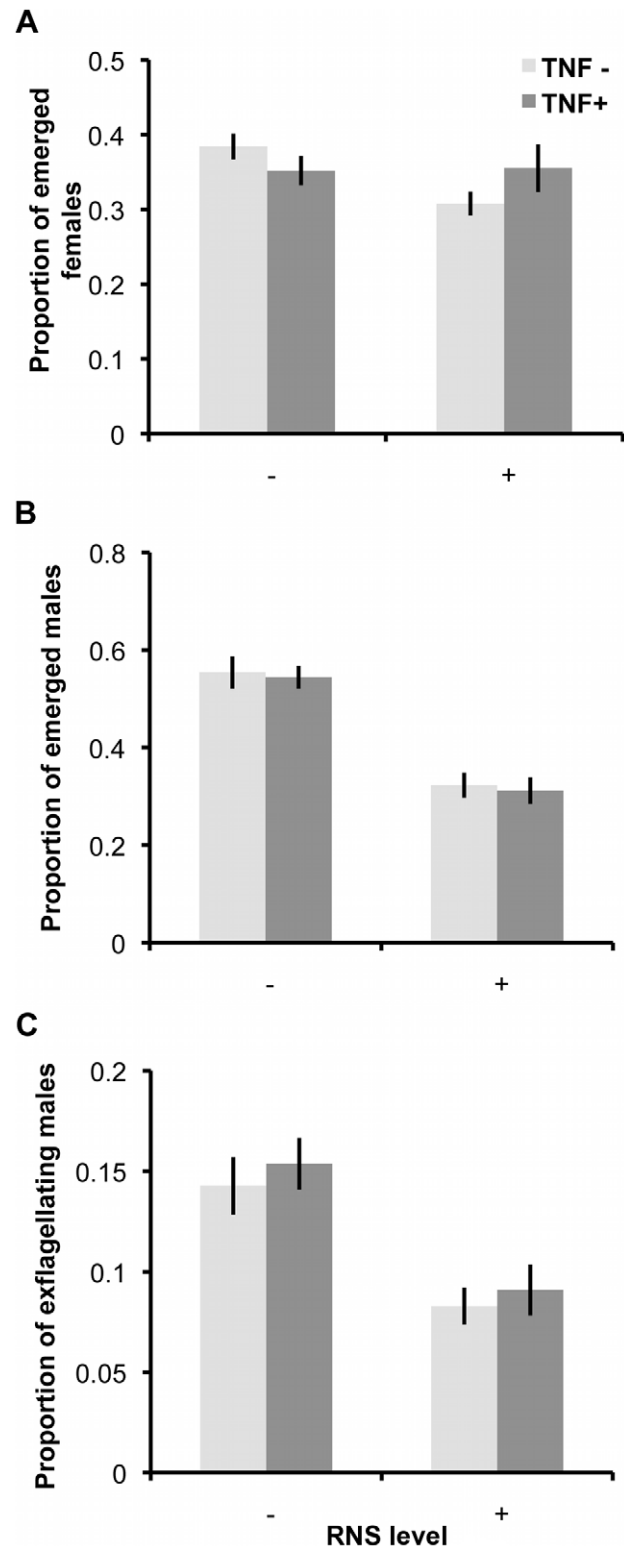 A
Proportion of emerged
females
0.5
0.4
0.3
0.2
0.1
0
TNF -
TNF+
- +
B
Proportion of emerged males
0.8
0.6
0.4
0.2
0
- +
C
Proportion of exflagellating males
0.2
0.15
0.1
0.05
0
- +
RNS level